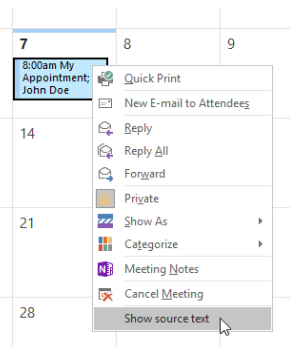 7 8 9
8:00am My
Appointment;
John Doe
Quick Print
New E-mail to Attendees
14
Reply
Reply All
Forward
Private
21
Show As
Categorize
Meeting Notes
Cancel Meeting
28
Show source text